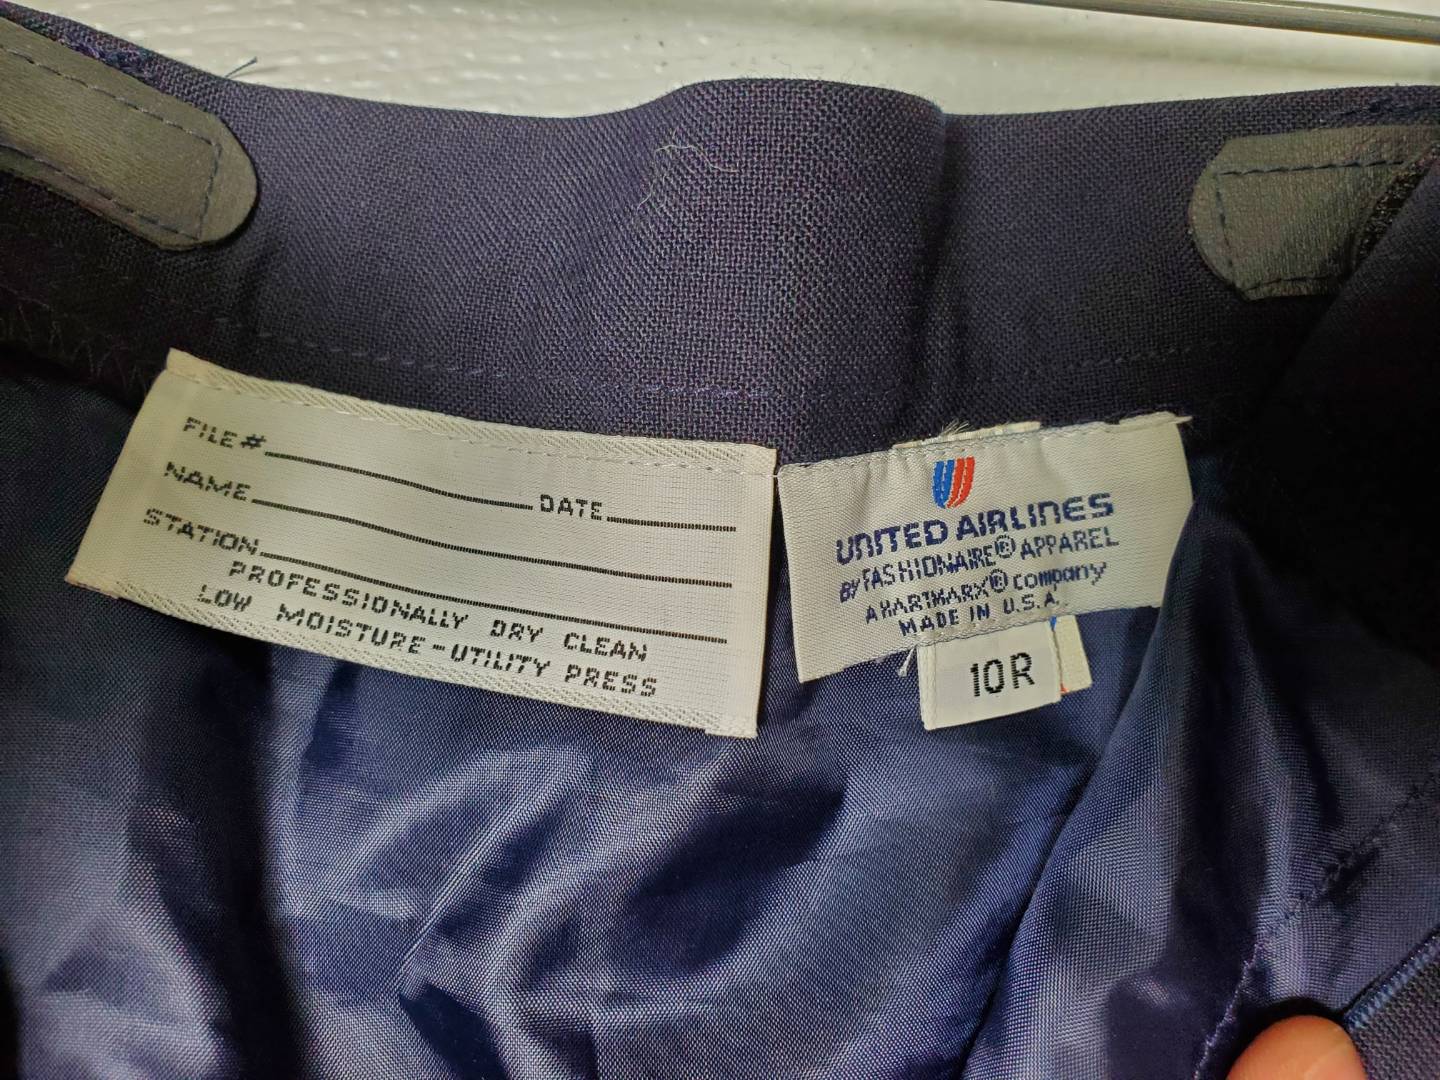 FILE#
DATE
NAME
STATION
PROFESSIONALLY DRY CLEAN
LOW MOISTURE-UTILITY PRESS
UNITED AIRLINES
BY FASHIONAIRE® APPAREL
A HARTMARX® COMPANY
MADE IN U.S.A.
10R